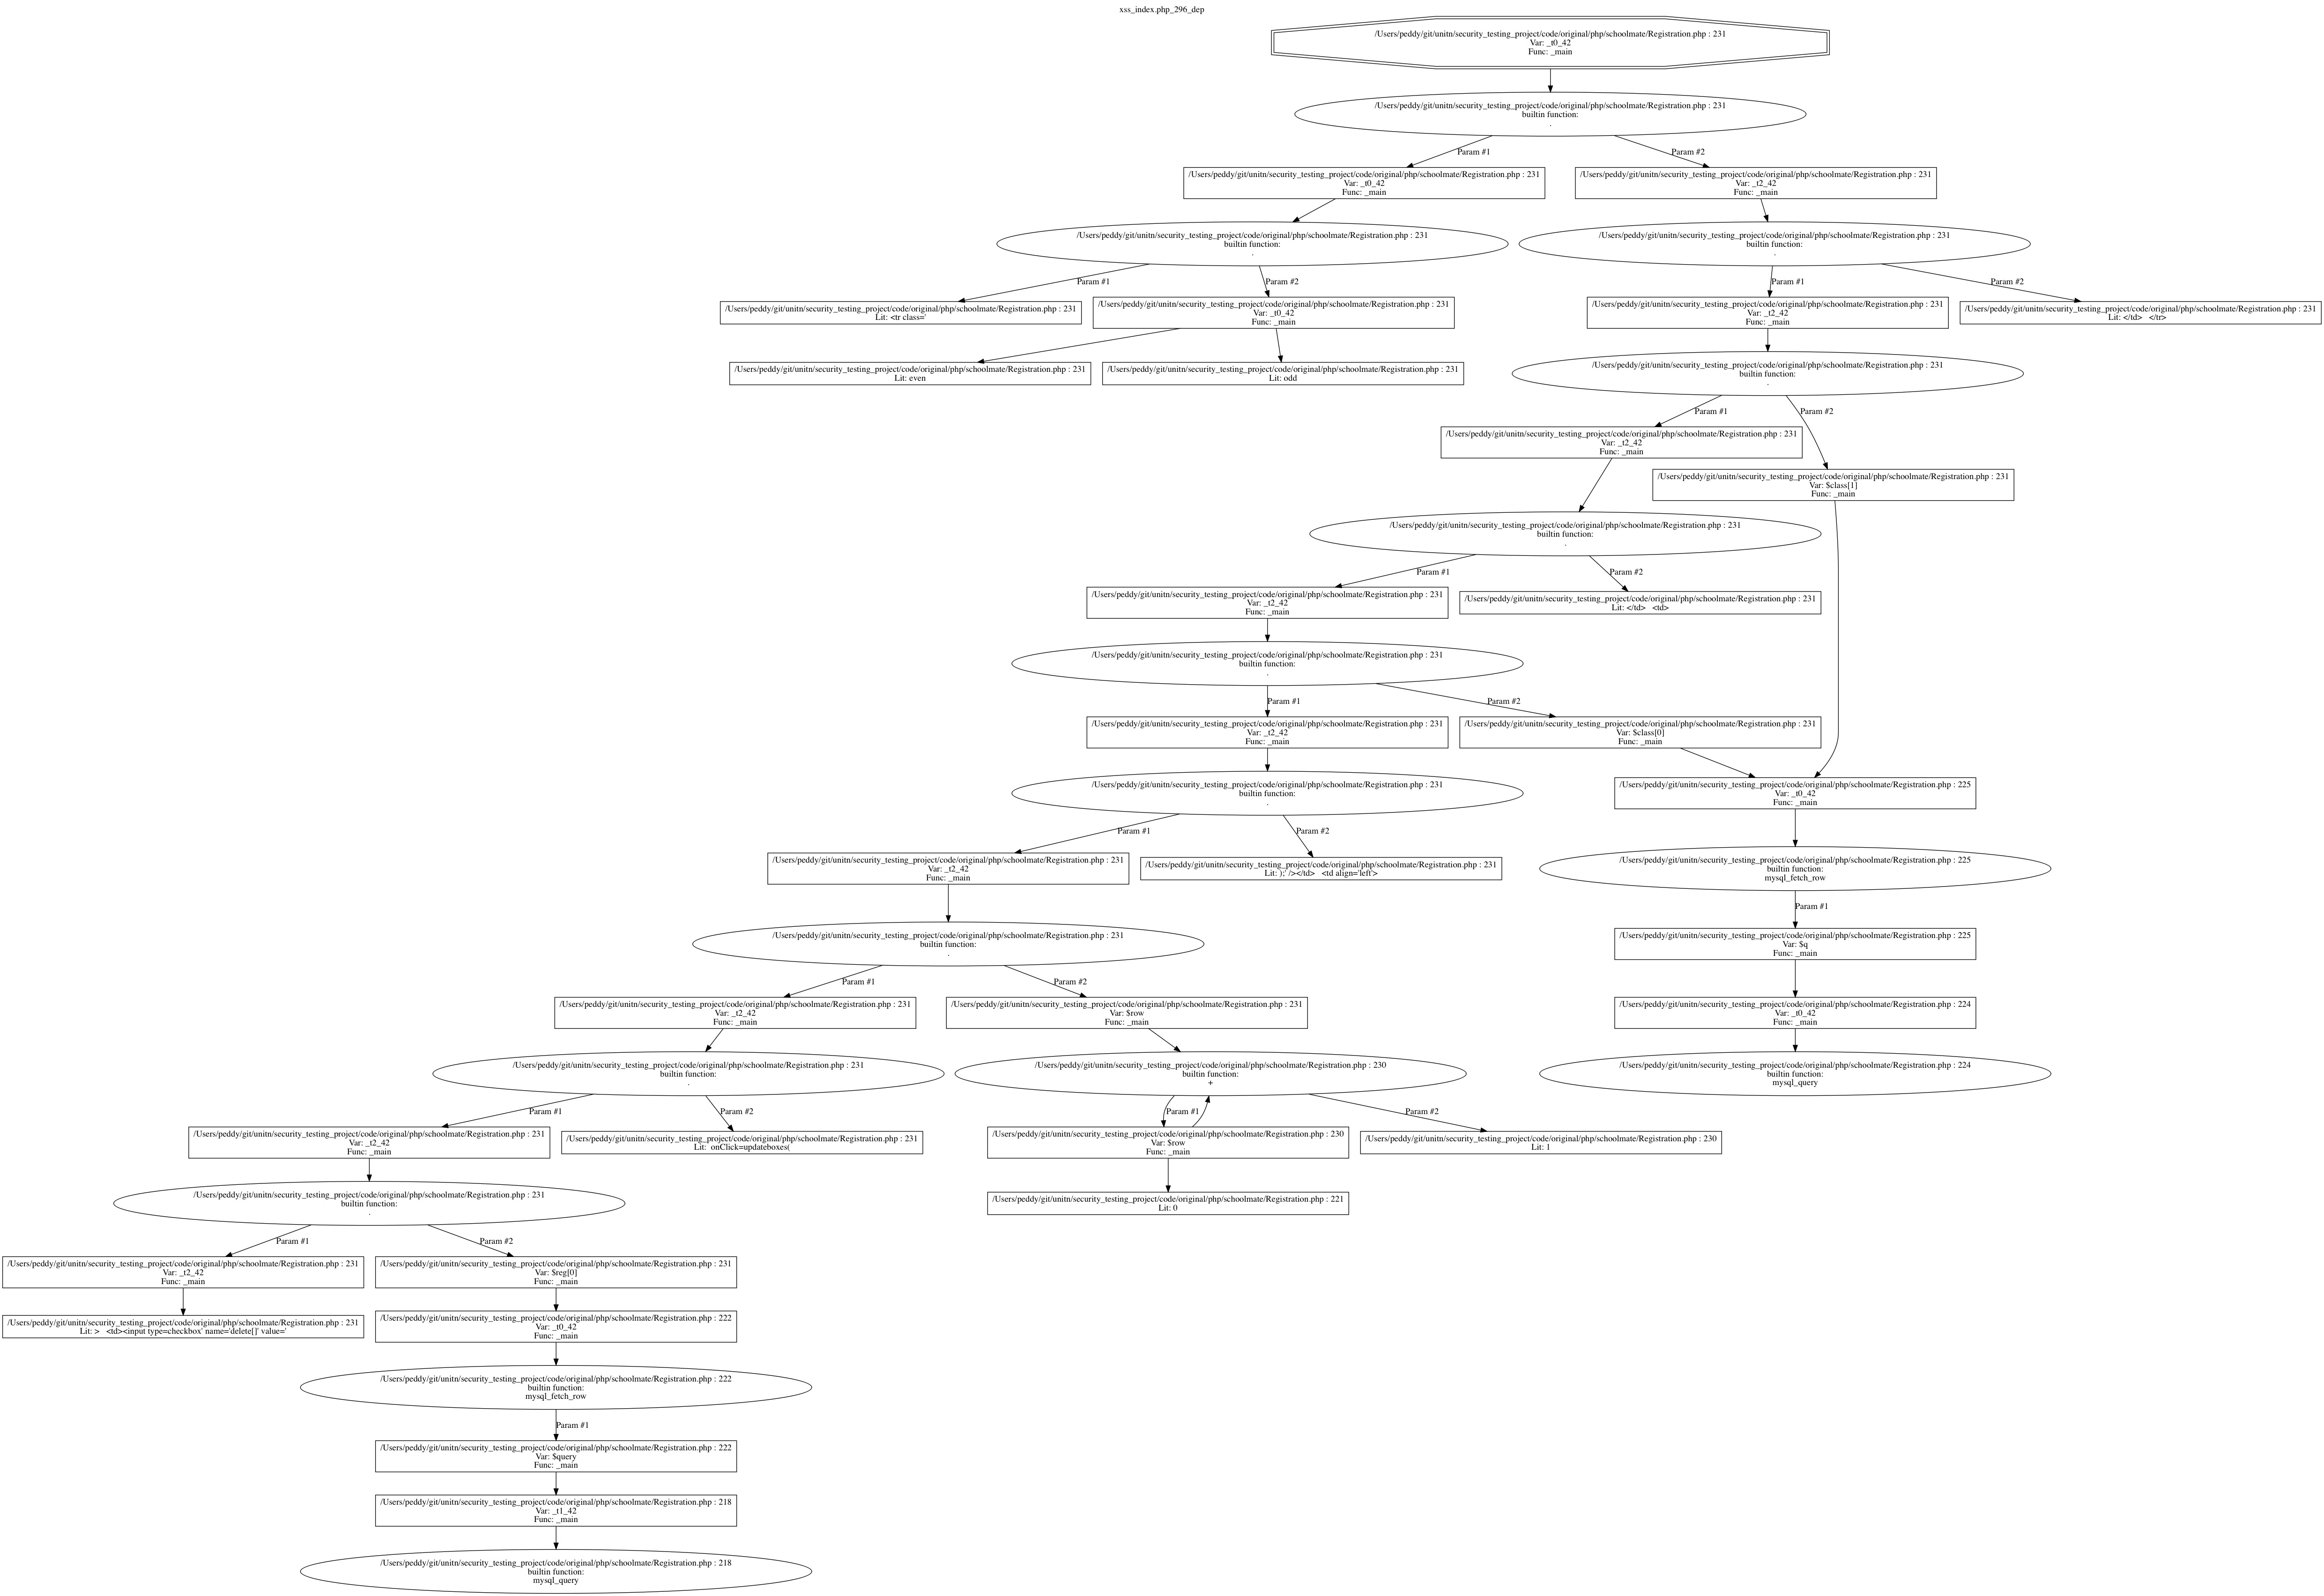 xss_index.php_296_dep
/Users/peddy/git/unitn/security_testing_project/code/original/php/schoolmate/Registration.php : 231
Var: _t0_42
Func: _main
/Users/peddy/git/unitn/security_testing_project/code/original/php/schoolmate/Registration.php : 231
builtin function:
.
Param #1
Param #2
/Users/peddy/git/unitn/security_testing_project/code/original/php/schoolmate/Registration.php : 231
Var: _t0_42
Func: _main
/Users/peddy/git/unitn/security_testing_project/code/original/php/schoolmate/Registration.php : 231
Var: _t2_42
Func: _main
/Users/peddy/git/unitn/security_testing_project/code/original/php/schoolmate/Registration.php : 231
builtin function:
.
/Users/peddy/git/unitn/security_testing_project/code/original/php/schoolmate/Registration.php : 231
builtin function:
.
Param #1
Param #2
Param #1
Param #2
/Users/peddy/git/unitn/security_testing_project/code/original/php/schoolmate/Registration.php : 231
Lit: <tr class='
/Users/peddy/git/unitn/security_testing_project/code/original/php/schoolmate/Registration.php : 231
Var: _t0_42
Func: _main
/Users/peddy/git/unitn/security_testing_project/code/original/php/schoolmate/Registration.php : 231
Var: _t2_42
Func: _main
/Users/peddy/git/unitn/security_testing_project/code/original/php/schoolmate/Registration.php : 231
Lit: </td>   </tr>
/Users/peddy/git/unitn/security_testing_project/code/original/php/schoolmate/Registration.php : 231
Lit: even
/Users/peddy/git/unitn/security_testing_project/code/original/php/schoolmate/Registration.php : 231
Lit: odd
/Users/peddy/git/unitn/security_testing_project/code/original/php/schoolmate/Registration.php : 231
builtin function:
.
Param #1
Param #2
/Users/peddy/git/unitn/security_testing_project/code/original/php/schoolmate/Registration.php : 231
Var: _t2_42
Func: _main
/Users/peddy/git/unitn/security_testing_project/code/original/php/schoolmate/Registration.php : 231
Var: $class[1]
Func: _main
/Users/peddy/git/unitn/security_testing_project/code/original/php/schoolmate/Registration.php : 231
builtin function:
.
Param #1
Param #2
/Users/peddy/git/unitn/security_testing_project/code/original/php/schoolmate/Registration.php : 231
Var: _t2_42
Func: _main
/Users/peddy/git/unitn/security_testing_project/code/original/php/schoolmate/Registration.php : 231
Lit: </td>   <td>
/Users/peddy/git/unitn/security_testing_project/code/original/php/schoolmate/Registration.php : 231
builtin function:
.
Param #1
Param #2
/Users/peddy/git/unitn/security_testing_project/code/original/php/schoolmate/Registration.php : 231
Var: _t2_42
Func: _main
/Users/peddy/git/unitn/security_testing_project/code/original/php/schoolmate/Registration.php : 231
Var: $class[0]
Func: _main
/Users/peddy/git/unitn/security_testing_project/code/original/php/schoolmate/Registration.php : 231
builtin function:
.
/Users/peddy/git/unitn/security_testing_project/code/original/php/schoolmate/Registration.php : 225
Var: _t0_42
Func: _main
Param #1
Param #2
/Users/peddy/git/unitn/security_testing_project/code/original/php/schoolmate/Registration.php : 231
Var: _t2_42
Func: _main
/Users/peddy/git/unitn/security_testing_project/code/original/php/schoolmate/Registration.php : 231
Lit: );' /></td>   <td align='left'>
/Users/peddy/git/unitn/security_testing_project/code/original/php/schoolmate/Registration.php : 225
builtin function:
mysql_fetch_row
Param #1
/Users/peddy/git/unitn/security_testing_project/code/original/php/schoolmate/Registration.php : 231
builtin function:
.
/Users/peddy/git/unitn/security_testing_project/code/original/php/schoolmate/Registration.php : 225
Var: $q
Func: _main
Param #1
Param #2
/Users/peddy/git/unitn/security_testing_project/code/original/php/schoolmate/Registration.php : 231
Var: _t2_42
Func: _main
/Users/peddy/git/unitn/security_testing_project/code/original/php/schoolmate/Registration.php : 231
Var: $row
Func: _main
/Users/peddy/git/unitn/security_testing_project/code/original/php/schoolmate/Registration.php : 224
Var: _t0_42
Func: _main
/Users/peddy/git/unitn/security_testing_project/code/original/php/schoolmate/Registration.php : 231
builtin function:
.
/Users/peddy/git/unitn/security_testing_project/code/original/php/schoolmate/Registration.php : 230
builtin function:
+
/Users/peddy/git/unitn/security_testing_project/code/original/php/schoolmate/Registration.php : 224
builtin function:
mysql_query
Param #1
Param #2
Param #1
Param #2
/Users/peddy/git/unitn/security_testing_project/code/original/php/schoolmate/Registration.php : 231
Var: _t2_42
Func: _main
/Users/peddy/git/unitn/security_testing_project/code/original/php/schoolmate/Registration.php : 231
Lit:  onClick=updateboxes(
/Users/peddy/git/unitn/security_testing_project/code/original/php/schoolmate/Registration.php : 230
Var: $row
Func: _main
/Users/peddy/git/unitn/security_testing_project/code/original/php/schoolmate/Registration.php : 230
Lit: 1
/Users/peddy/git/unitn/security_testing_project/code/original/php/schoolmate/Registration.php : 231
builtin function:
.
/Users/peddy/git/unitn/security_testing_project/code/original/php/schoolmate/Registration.php : 221
Lit: 0
Param #1
Param #2
/Users/peddy/git/unitn/security_testing_project/code/original/php/schoolmate/Registration.php : 231
Var: _t2_42
Func: _main
/Users/peddy/git/unitn/security_testing_project/code/original/php/schoolmate/Registration.php : 231
Var: $reg[0]
Func: _main
/Users/peddy/git/unitn/security_testing_project/code/original/php/schoolmate/Registration.php : 231
Lit: >   <td><input type=checkbox' name='delete[]' value='
/Users/peddy/git/unitn/security_testing_project/code/original/php/schoolmate/Registration.php : 222
Var: _t0_42
Func: _main
/Users/peddy/git/unitn/security_testing_project/code/original/php/schoolmate/Registration.php : 222
builtin function:
mysql_fetch_row
Param #1
/Users/peddy/git/unitn/security_testing_project/code/original/php/schoolmate/Registration.php : 222
Var: $query
Func: _main
/Users/peddy/git/unitn/security_testing_project/code/original/php/schoolmate/Registration.php : 218
Var: _t1_42
Func: _main
/Users/peddy/git/unitn/security_testing_project/code/original/php/schoolmate/Registration.php : 218
builtin function:
mysql_query